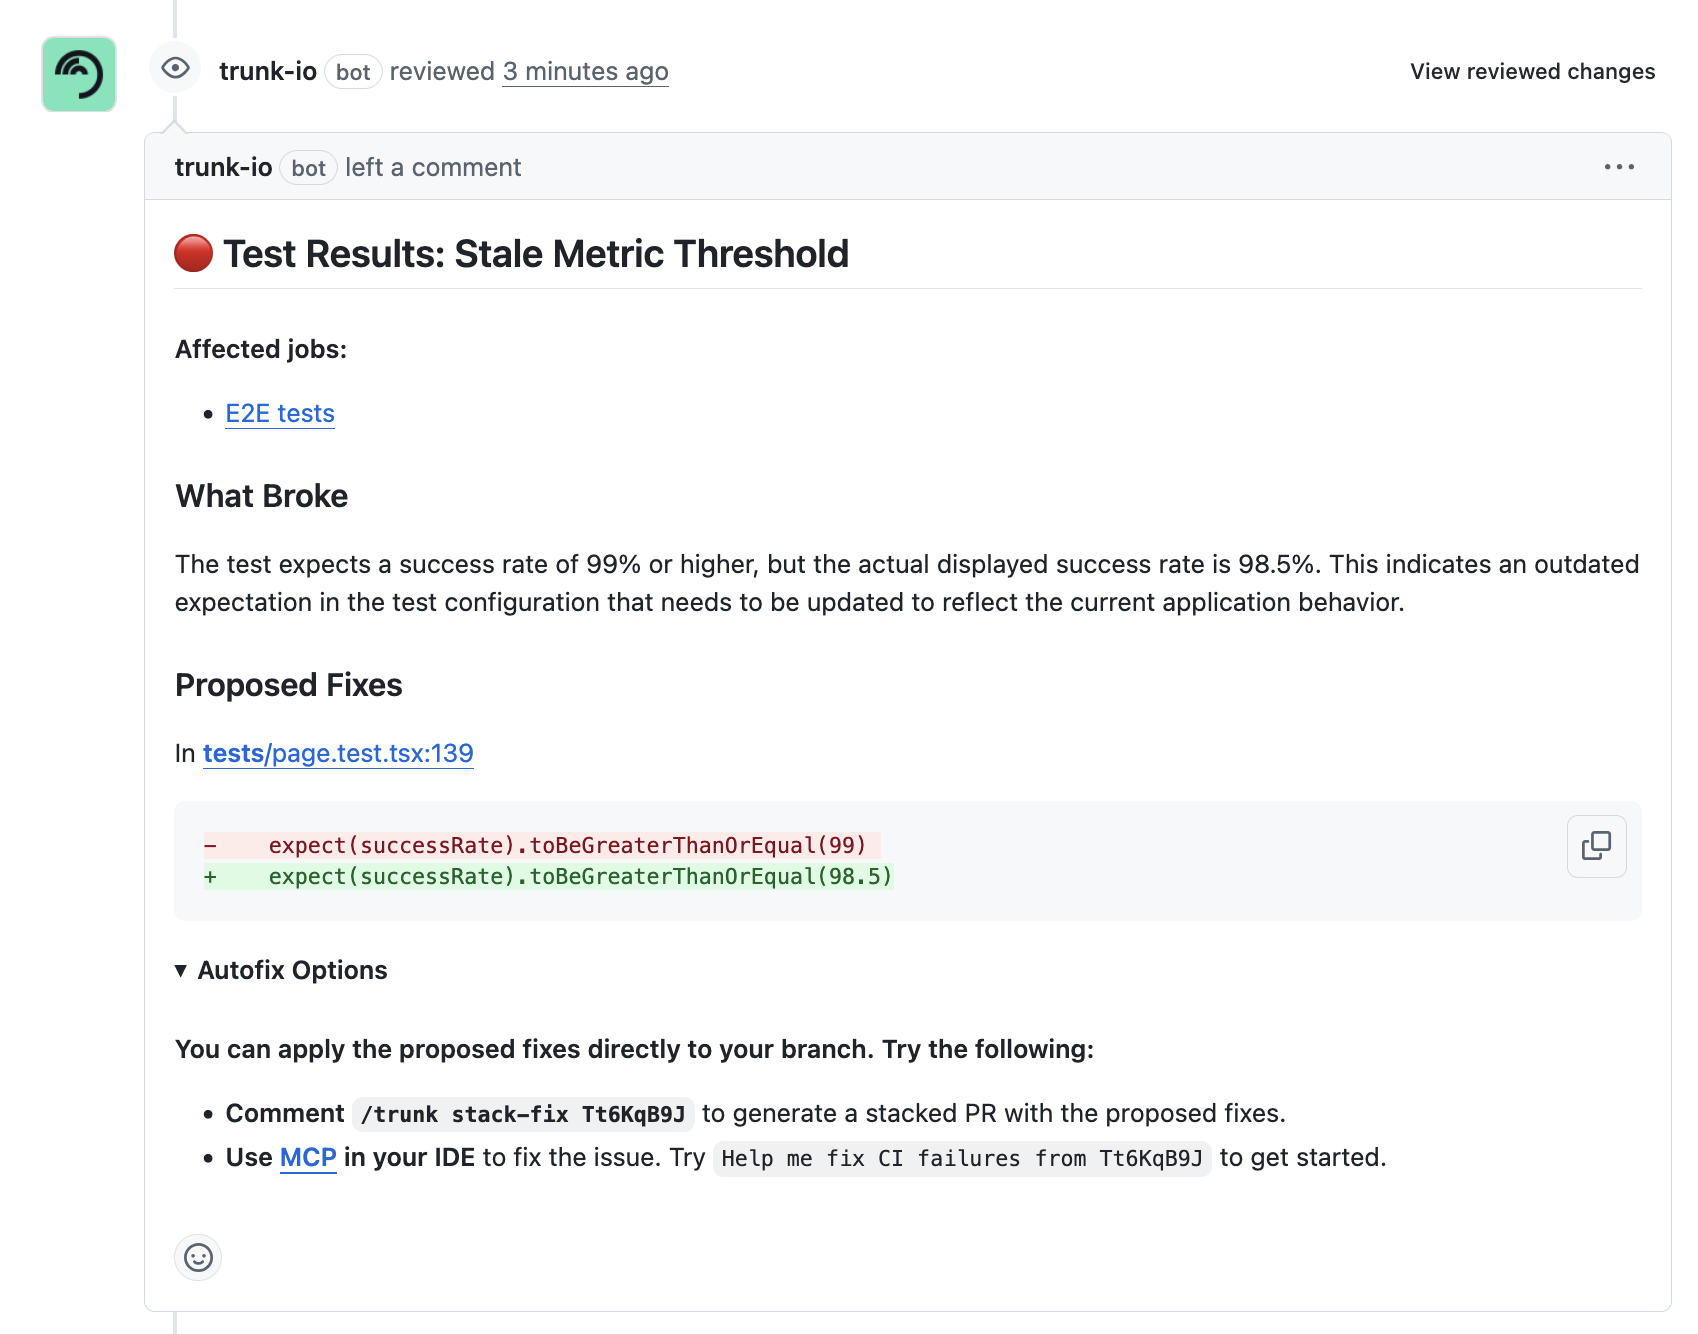 trunk-io bot reviewed 3 minutes ago
View reviewed changes
trunk-io bot left a comment
Test Results: Stale Metric Threshold
Affected jobs:
E2E tests
What Broke
The test expects a success rate of 99% or higher, but the actual displayed success rate is 98.5%. This indicates an outdated
expectation in the test configuration that needs to be updated to reflect the current application behavior.
Proposed Fixes
In tests/page.test.tsx:139
-    expect(successRate).toBeGreaterThanOrEqual(99)
+    expect(successRate).toBeGreaterThanOrEqual(98.5)
Autofix Options
You can apply the proposed fixes directly to your branch. Try the following:
Comment /trunk stack-fix Tt6KqB9J to generate a stacked PR with the proposed fixes.
Use MCP in your IDE to fix the issue. Try Help me fix CI failures from Tt6KqB9J to get started.